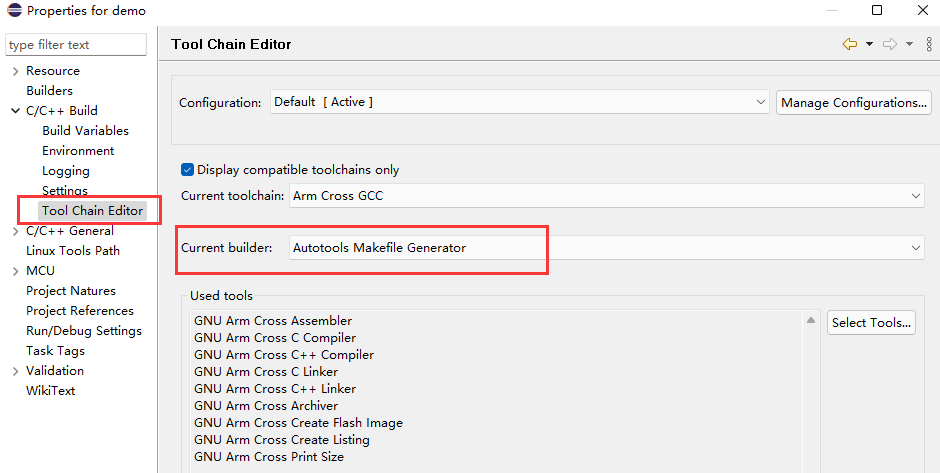 Properties for demo
type filter text
Resource
Builders
C/C++ Build
Build Variables
Environment
Logging
Settings
Tool Chain Editor
C/C++ General
Linux Tools Path
MCU
Project Natures
Project References
Run/Debug Settings
Task Tags
Validation
WikiText
Tool Chain Editor
Configuration: Default [ Active ] Manage Configurations...
Display compatible toolchains only
Current toolchain: Arm Cross GCC
Current builder: Autotools Makefile Generator
Used tools
GNU Arm Cross Assembler
GNU Arm Cross C Compiler
GNU Arm Cross C++ Compiler
GNU Arm Cross C Linker
GNU Arm Cross C++ Linker
GNU Arm Cross Archiver
GNU Arm Cross Create Flash Image
GNU Arm Cross Create Listing
GNU Arm Cross Print Size
Select Tools...